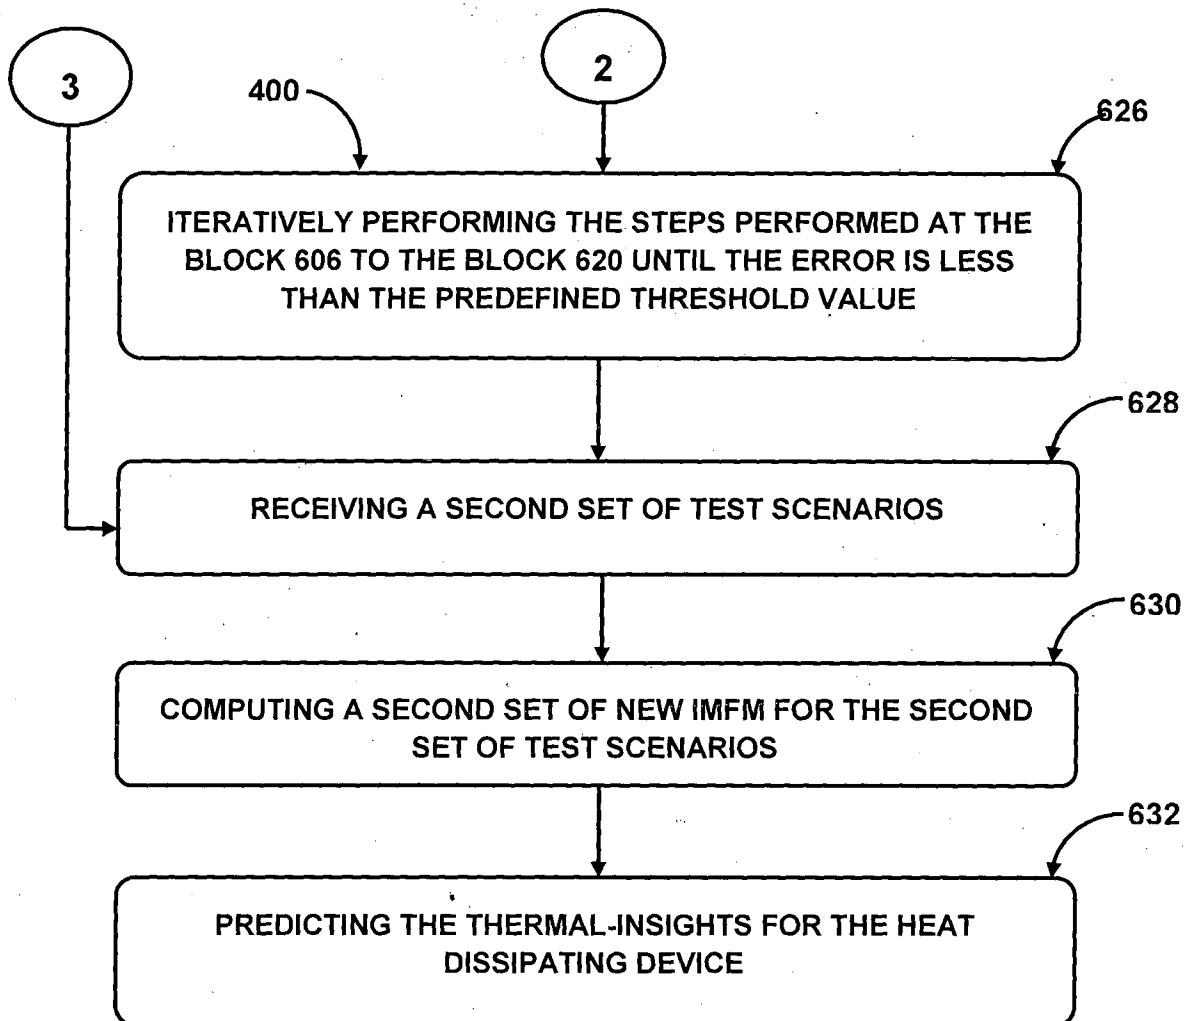 3
2
400
626
ITERATIVELY PERFORMING THE STEPS PERFORMED AT THE
BLOCK 606 TO THE BLOCK 620 UNTIL THE ERROR IS LESS
THAN THE PREDEFINED THRESHOLD VALUE
628
RECEIVING A SECOND SET OF TEST SCENARIOS
630
COMPUTING A SECOND SET OF NEW IMFM FOR THE SECOND
SET OF TEST SCENARIOS
632
PREDICTING THE THERMAL-INSIGHTS FOR THE HEAT
DISSIPATING DEVICE